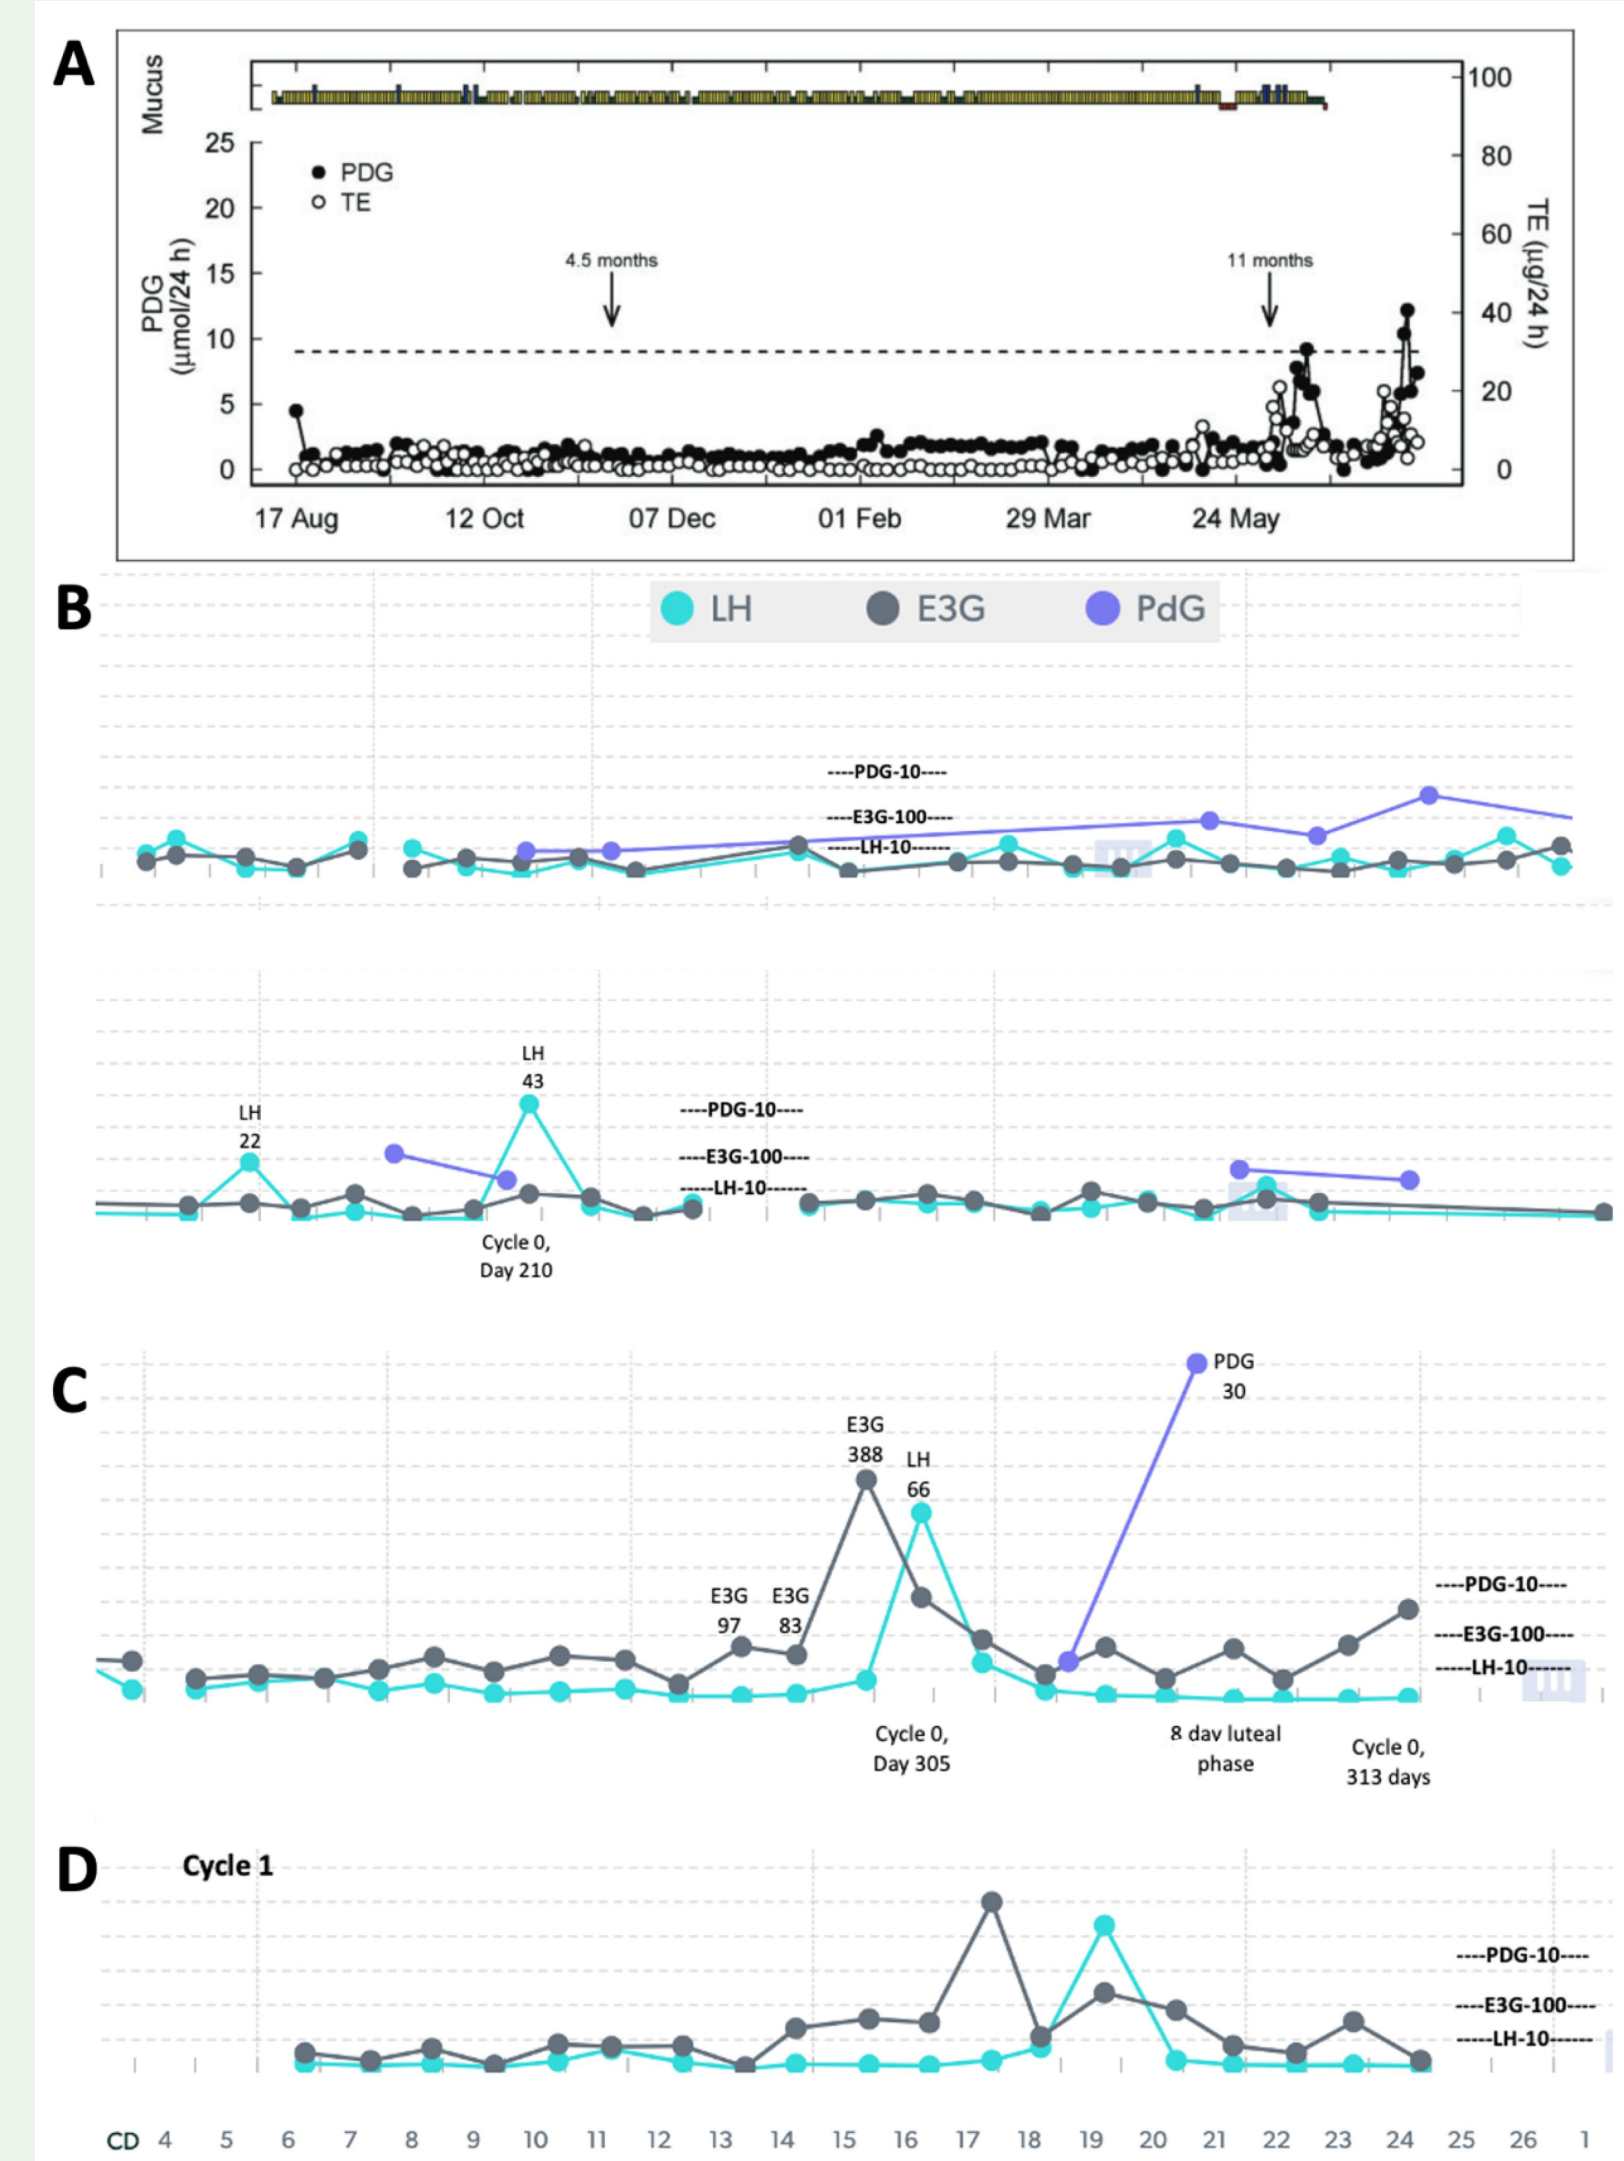 A
Mucus
100
25
80
PDG
TE
20
60
TE (µg/24 h)
PDG
(µmol/24 h)
4.5 months
11 months
15
10
40
5
20
0
0
17 Aug
12 Oct
07 Dec
01 Feb
29 Mar
24 May
B
LH
E3G
PdG
----PDG-10----
----E3G-100----
-----LH-10------
LH
43
LH
22
----PDG-10----
----E3G-100----
-----LH-10------
Cycle 0,
Day 210
C
PDG
30
E3G
388
LH
66
E3G
97
E3G
83
----PDG-10----
----E3G-100----
-----LH-10------
Cycle 0,
Day 305
8 day luteal
phase
Cycle 0,
313 days
D
Cycle 1
----PDG-10----
----E3G-100----
-----LH-10------
CD 4 5 6 7 8 9 10 11 12 13 14 15 16 17 18 19 20 21 22 23 24 25 26 1